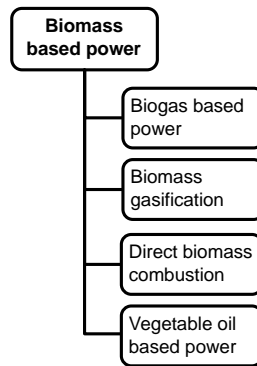 Biomass
based power
Biogas based
power
Biomass
gasification
Direct biomass
combustion
Vegetable oil
based power